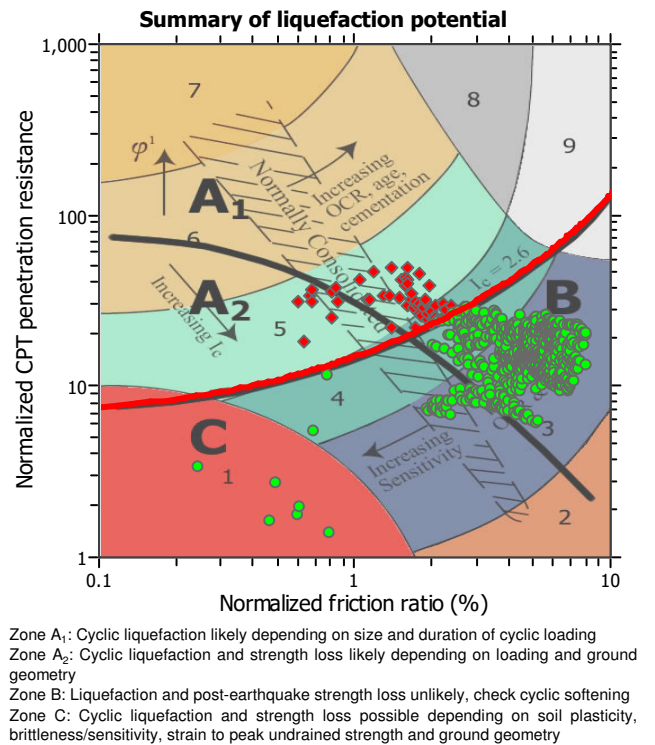 Summary of liquefaction potential
Normalized CPT penetration resistance
1,000
100
10
1
7
8
9
φ¹
A₁
Increasing
OCR, age,
cementation
Normally Consolidated
6
Increasing Ic
A₂
5
Ic = 2.6
B
4
C
1
Increasing
Sensitivity
3
2
0.1
1
10
Normalized friction ratio (%)
Zone A₁: Cyclic liquefaction likely depending on size and duration of cyclic loading
Zone A₂: Cyclic liquefaction and strength loss likely depending on loading and ground
geometry
Zone B: Liquefaction and post-earthquake strength loss unlikely, check cyclic softening
Zone C: Cyclic liquefaction and strength loss possible depending on soil plasticity,
brittleness/sensitivity, strain to peak undrained strength and ground geometry